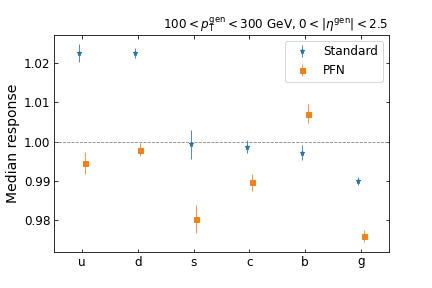 100 < p_T^gen < 300 GeV, 0 < |η^gen| < 2.5
Standard
PFN
Median response
1.02
1.01
1.00
0.99
0.98
u d s c b g